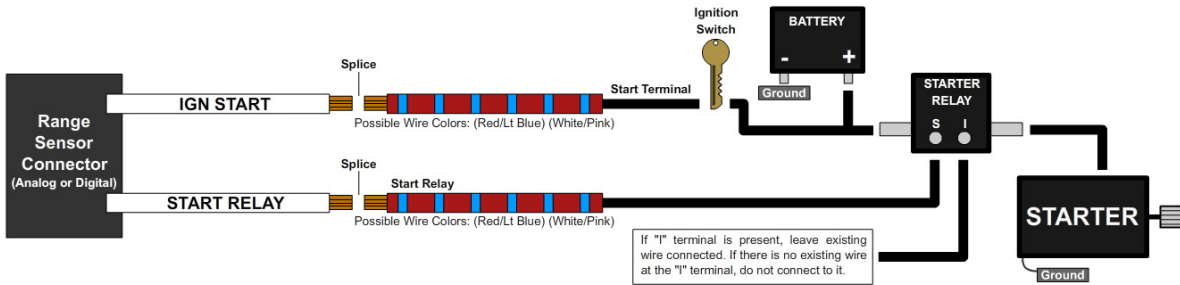 Ignition
Switch
BATTERY
- +
Ground
Splice
Start Terminal
STARTER
RELAY
S I
IGN START
Possible Wire Colors: (Red/Lt Blue) (White/Pink)
Range
Sensor
Connector
(Analog or Digital)
Splice
Start Relay
START RELAY
Possible Wire Colors: (Red/Lt Blue) (White/Pink)
If "I" terminal is present, leave existing
wire connected. If there is no existing wire
at the "I" terminal, do not connect to it.
STARTER
Ground